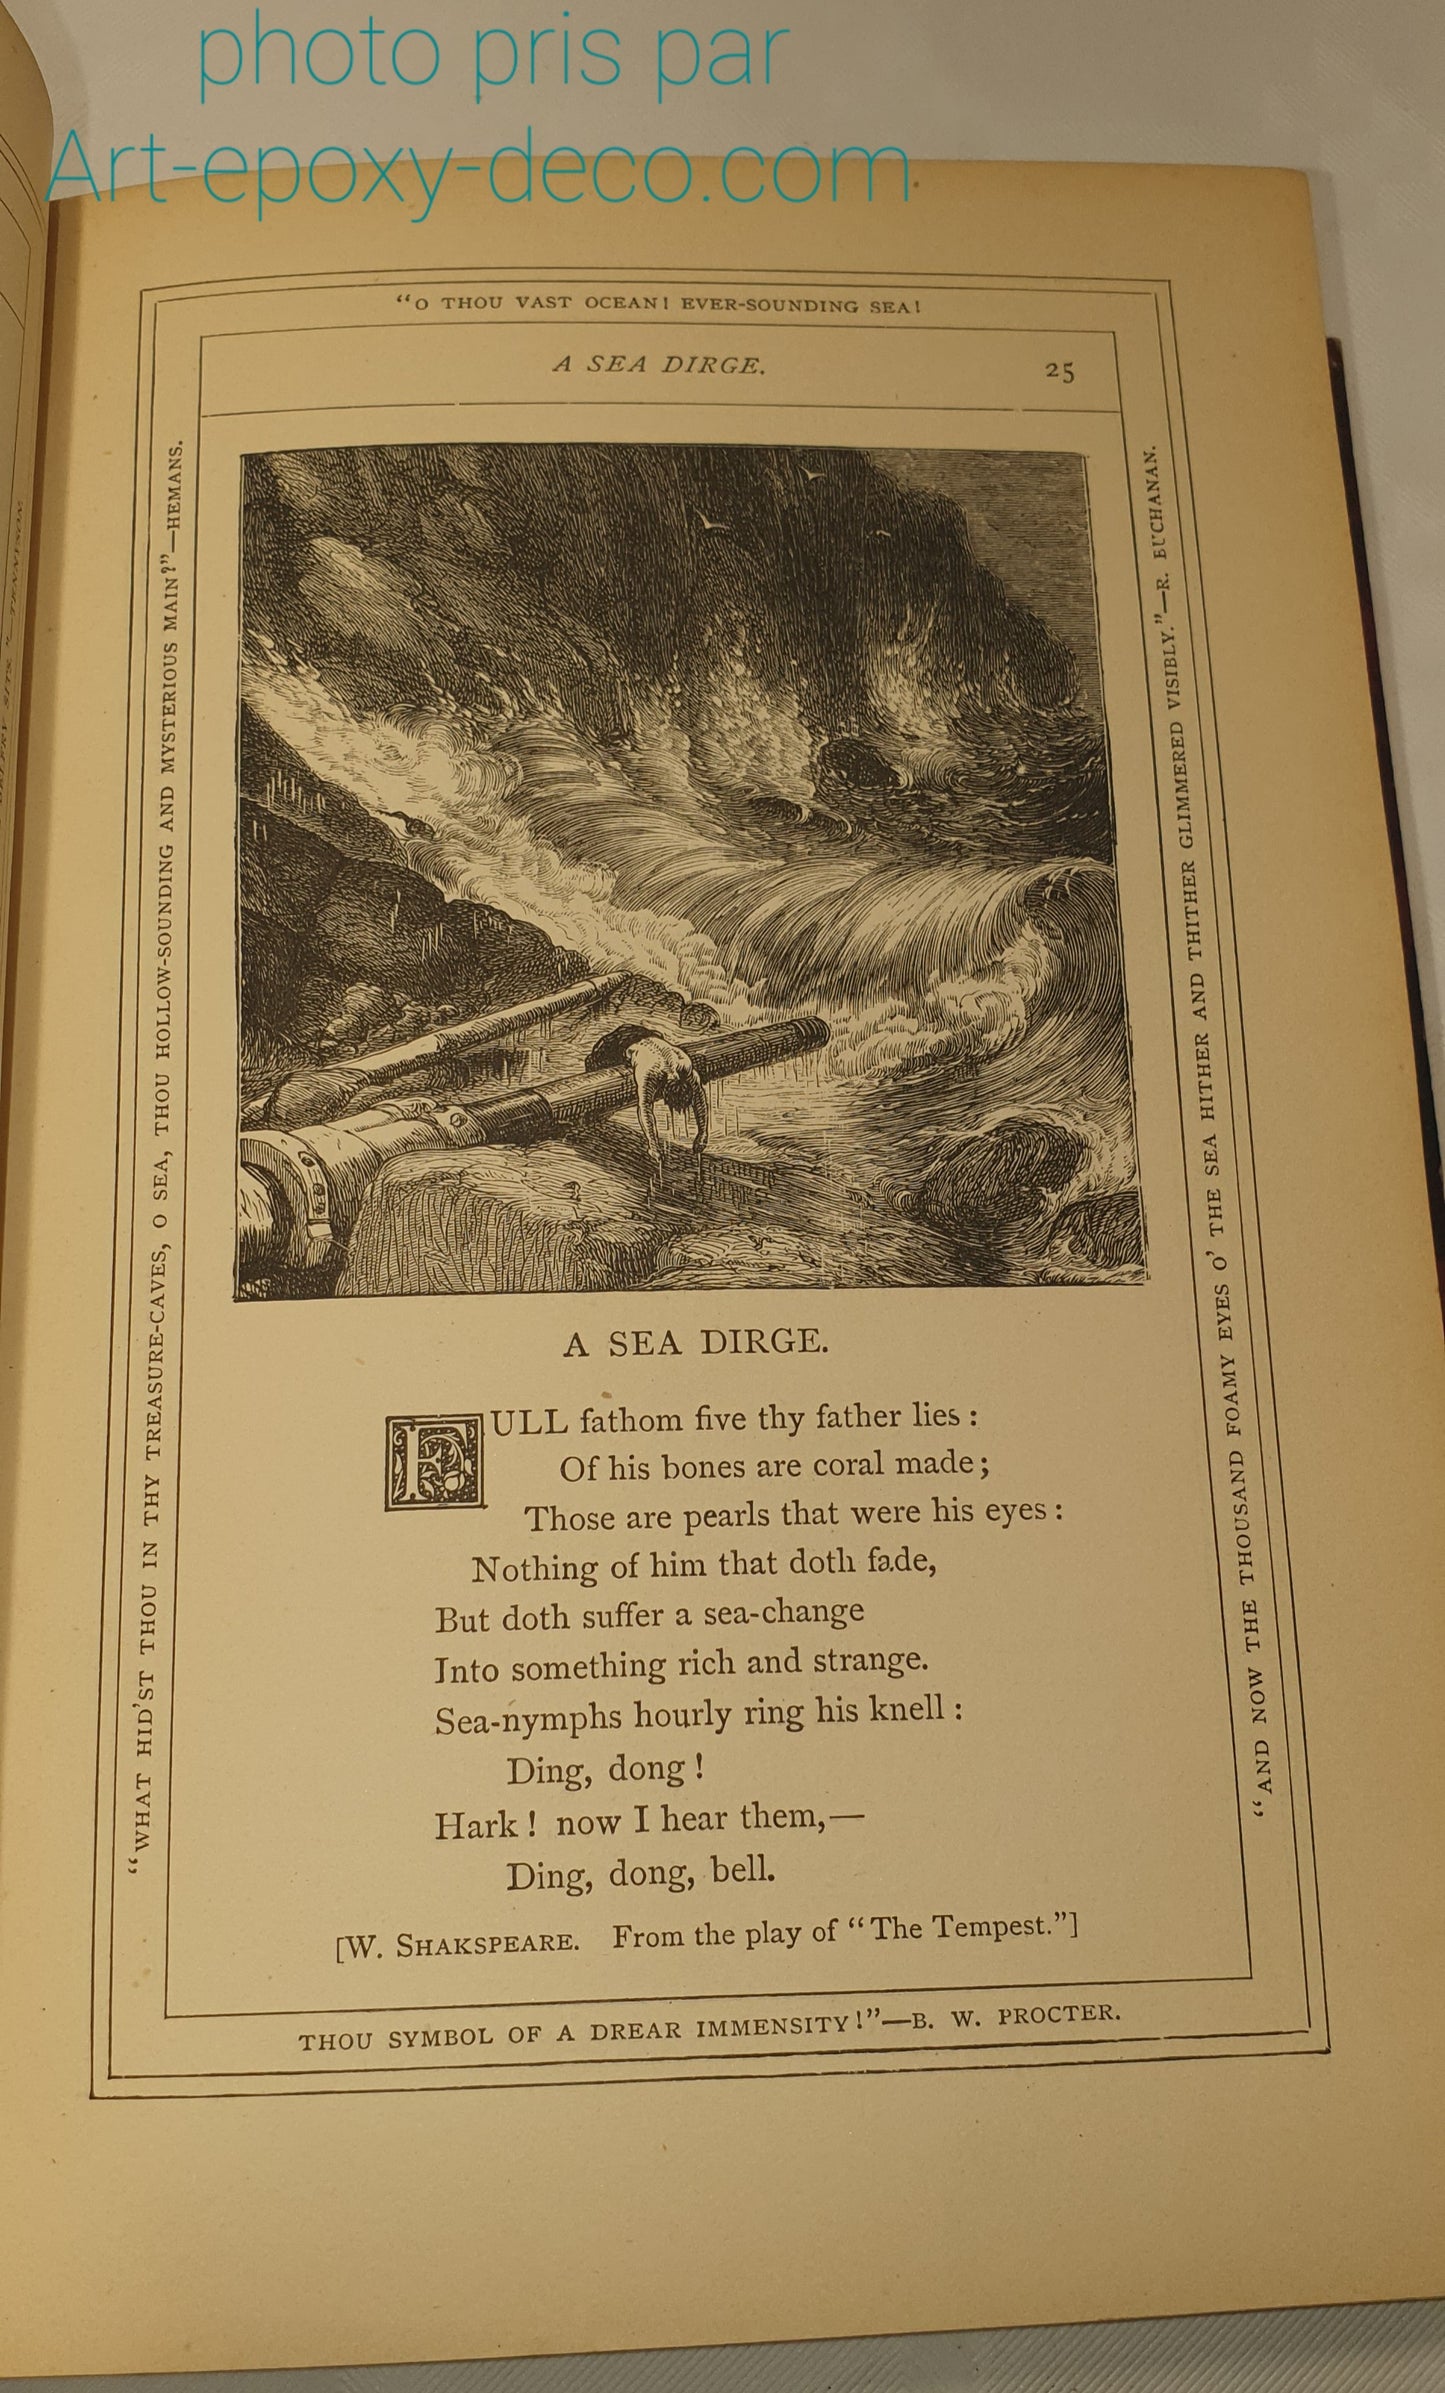 photo pris par
Art-epoxy-deco.com
"O THOU VAST OCEAN! EVER-SOUNDING SEA!
A SEA DIRGE. 25
"WHAT HID'ST THOU IN THY TREASURE-CAVES, O SEA, THOU HOLLOW-SOUNDING AND MYSTERIOUS MAIN?"—HEMANS.
"AND NOW THE THOUSAND FOAMY EYES O' THE SEA HITHER AND THITHER GLIMMERED VISIBLY."—R. BUCHANAN.
A SEA DIRGE.
FULL fathom five thy father lies:
Of his bones are coral made;
Those are pearls that were his eyes:
Nothing of him that doth fade,
But doth suffer a sea-change
Into something rich and strange.
Sea-nymphs hourly ring his knell:
Ding, dong!
Hark! now I hear them,—
Ding, dong, bell.
[W. SHAKSPEARE. From the play of "The Tempest."]
THOU SYMBOL OF A DREAR IMMENSITY!"—B. W. PROCTER.